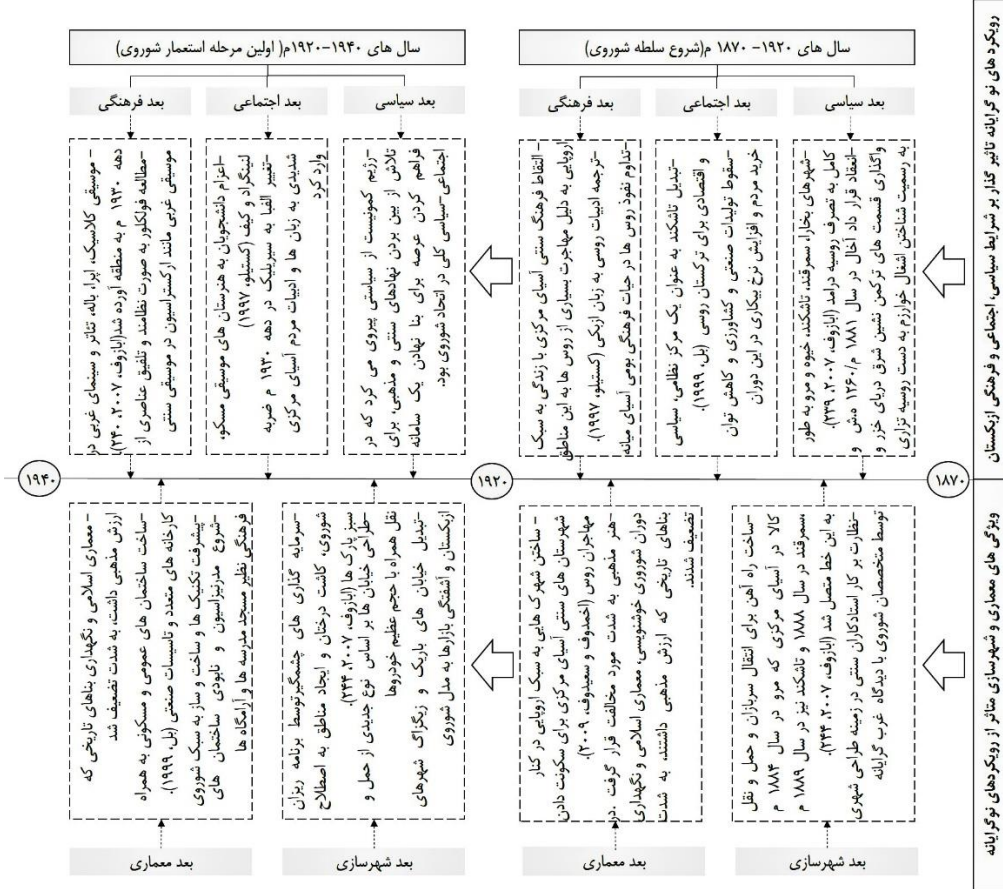 رویکرد های نو گرایانه تاثیر گذار بر شرایط سیاسی، اجتماعی و فرهنگی ازبکستان
ویژگی های معماری و شهرسازی متاثر از رویکردهای نوگرایانه
سال های ۱۹۲۰- ۱۸۷۰ م(شروع سلطه شوروی)
بعد سیاسی
-شهرهای بخارا، سمرقند، تاشکند، خیوه و مرو به طور
کامل به تصرف روسیه درآمد (ابازوف، ۲۰۰۷، ۲۳۹).
-انعقاد قرار داد آخال در سال ۱۸۸۱ م/۱۲۶۰ ه.ش و
واگذاری قسمت های ترکمن نشین شرق دریای خزر و
به رسمیت شناختن اشغال خوارزم به دست روسیه تزاری
بعد اجتماعی
-تبدیل تاشکند به عنوان یک مرکز نظامی، سیاسی
و اقتصادی برای ترکستان روسی (بل، ۱۹۹۹).
-سقوط تولیدات صنعتی و کشاورزی و کاهش توان
خرید مردم و افزایش نرخ بیکاری در این دوران
بعد فرهنگی
- التقاط فرهنگ سنتی آسیای مرکزی با زندگی به سبک
اروپایی به دلیل مهاجرت بسیاری از روس ها به این مناطق
-ترجمه ادبیات روسی به زبان ازبکی (کستیلو، ۱۹۹۷).
-تداوم نفوذ روس ها در حیات فرهنگی بومی آسیای میانه
سال های ۱۹۴۰-۱۹۲۰م( اولین مرحله استعمار شوروی)
بعد سیاسی
-رژیم کمونیست از سیاستی پیروی می کرد که در
تلاش از بین بردن نهادهای سنتی و مذهبی، برای
فراهم کردن عرصه برای بنا نهادن یک سامانه
اجتماعی-سیاسی کلی در اتحاد شوروی بود.
بعد اجتماعی
-اعزام دانشجویان به هنرستان های موسیقی مسکو،
لنینگراد و کیف (کستیلو، ۱۹۹۷)
-تغییر الفبا به سیریلیک در دهه ۱۹۳۰ م ضربه
شدیدی به زبان ها و ادبیات مردم آسیای مرکزی
وارد کرد
بعد فرهنگی
- موسیقی کلاسیک، اپرا، باله، تئاتر و سینمای غربی در
دهه ۱۹۳۰ م به منطقه آورده شد(ابازوف، ۲۰۰۷، ۲۴۰)
-مطالعه فولکلور به صورت نظامند و تلفیق عناصری از
موسیقی غربی مانند ارکستراسیون در موسیقی سنتی
۱۸۷۰
۱۹۲۰
۱۹۴۰
-ساخت راه آهن برای انتقال سربازان و حمل و نقل
کالا در آسیای مرکزی که مرو در سال ۱۸۸۴ م
،سمرقند در سال ۱۸۸۸ و تاشکند نیز در سال ۱۸۸۹ م
به این خط متصل شد (ابازوف، ۲۰۰۷، ۲۴۴).
-نظارت بر کار استادکاران سنتی در زمینه طراحی شهری
توسط متخصصان شوروی با دیدگاه غرب گرایانه
بعد شهرسازی
- ساختن شهرک هایی به سبک اروپایی در کنار
شهرستان های سنتی آسیای مرکزی برای سکونت دادن
مهاجران روس (احمدوف و سعیدوف، ۲۰۰۹).
-هنر مذهبی به شدت مورد مخالفت قرار گرفت .در
دوران شوروری خوشنویسی، معماری اسلامی و نگهداری
بناهای تاریخی که ارزش مذهبی داشتند، به شدت
تضعیف شدند.
بعد معماری
-سرمایه گذاری های چشمگیرتوسط برنامه ریزان
شوروی، کاشت درختان و ایجاد مناطق به اصطلاح
سبز پارک ها (ابازوف، ۲۰۰۷، ۲۴۴).
-طراحی خیابان ها بر اساس نوع جدیدی از حمل و
نقل همراه با حجم عظیم خودروها
-تبدیل خیابان های باریک و زیگزاگ شهرهای
ازبکستان و آشفتگی بازارها به مدل شوروی
بعد شهرسازی
- معماری اسلامی و نگهداری بناهای تاریخی که
ارزش مذهبی داشت، به شدت تضعیف شد
-ساخت ساختمان های عمومی و مسکونی به همراه
کارخانه های متعدد و تاسیسات صنعتی (بل، ۱۹۹۹).
-پیشرفت تکنیک ها و ساخت و ساز به سبک شوروی
-شروع مدرنیزاسیون و نابودی ساختمان های
فرهنگی نظیر مسجد مدرسه ها و آرامگاه ها
بعد معماری